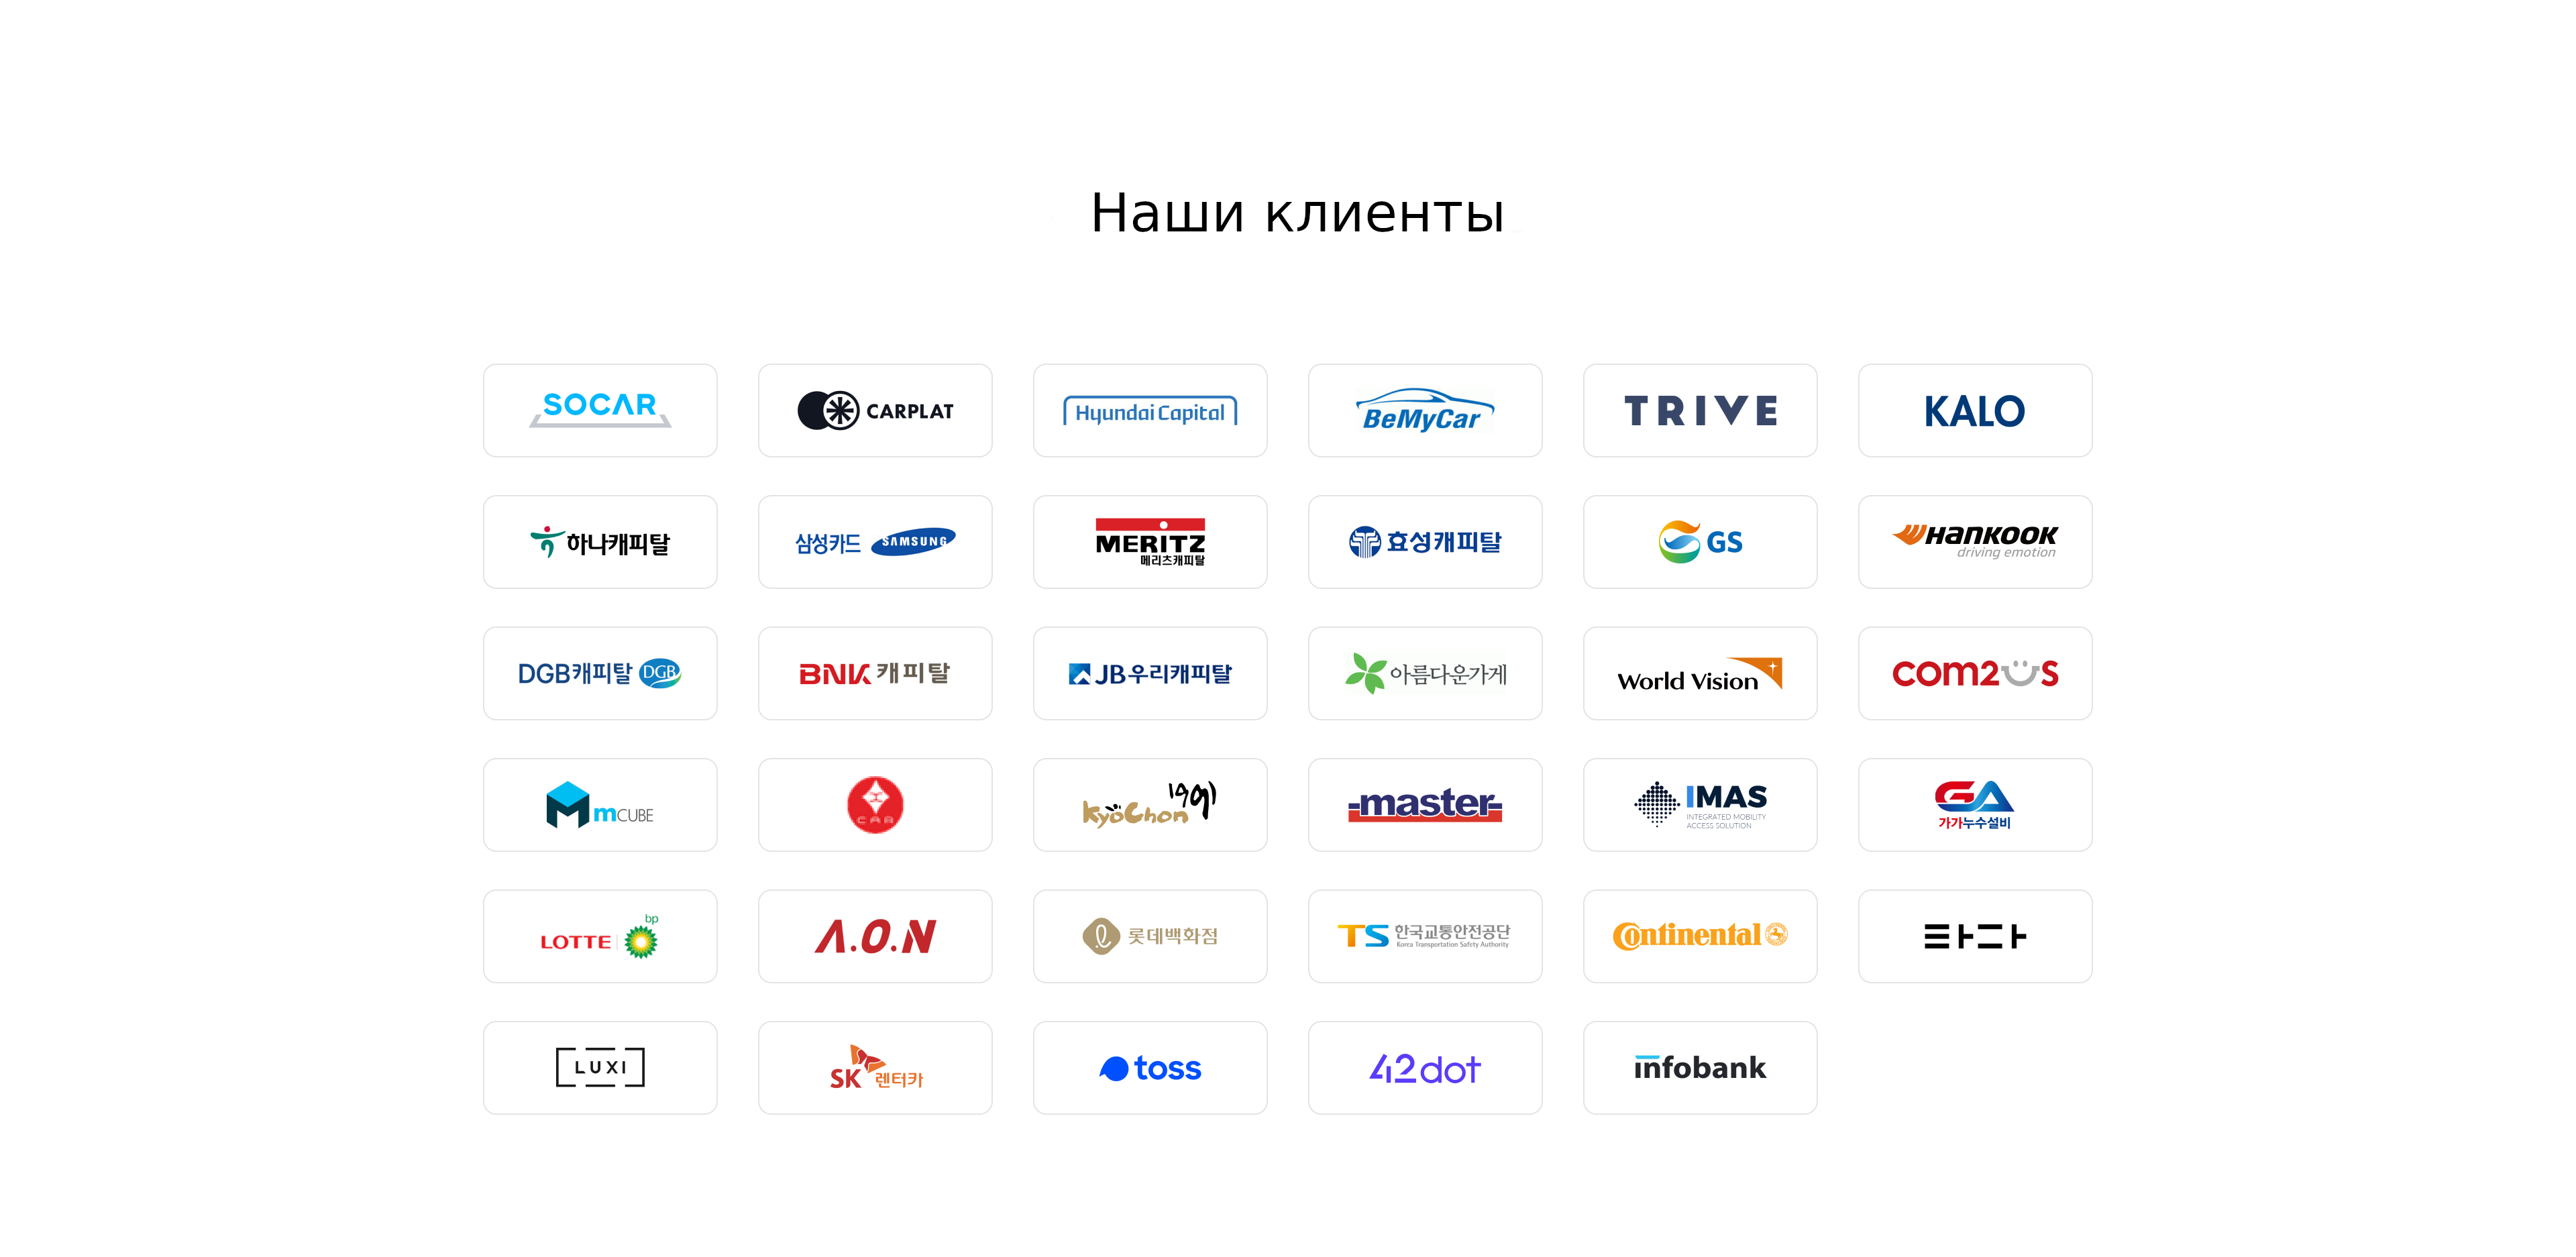 Наши клиенты
SOCAR
CARPLAT
Hyundai Capital
BeMyCar
TRIVE
KALO
하나캐피탈
삼성카드 SAMSUNG
MERITZ
메리츠캐피탈
효성캐피탈
GS
HANKOOK
driving emotion
DGB캐피탈 DGB
BNK 캐피탈
JB우리캐피탈
아름다운가게
World Vision
com2us
mCUBE
CAR
KyoChon 1991
master
IMAS
INTEGRATED MOBILITY
ACCESS SOLUTION
GA
가가누수설비
LOTTE bp
A.O.N
롯데백화점
TS 한국교통안전공단
Korea Transportation Safety Authority
Continental
타다
LUXI
SK 렌터카
toss
42dot
infobank